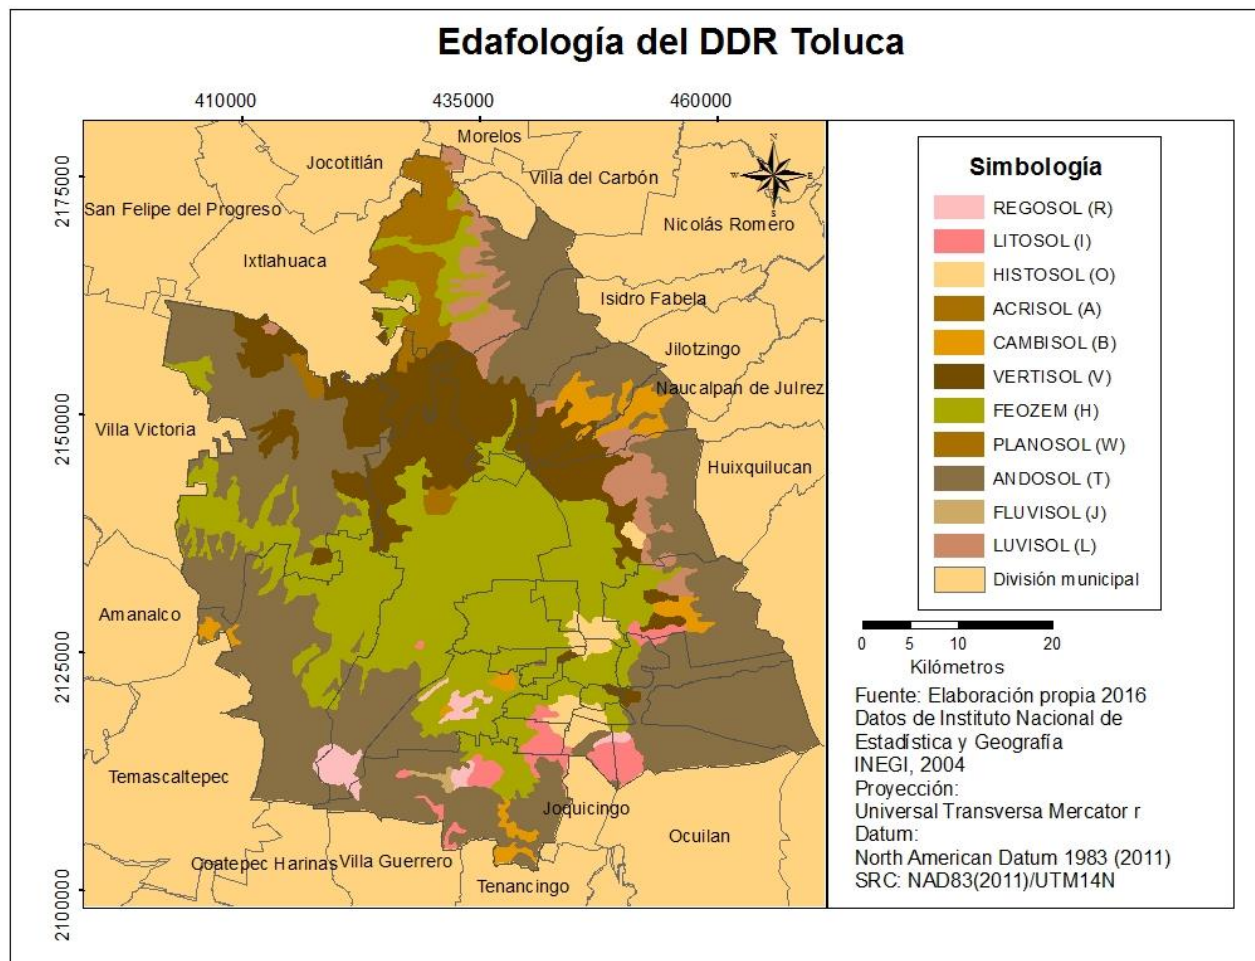 Edafología del DDR Toluca
410000
435000
460000
2175000
2150000
2125000
2100000
Morelos
Jocotitlán
Villa del Carbón
San Felipe del Progreso
Nicolás Romero
Ixtlahuaca
Isidro Fabela
Jilotzingo
Naucalpan de Julrez
Villa Victoria
Huixquilucan
Amanalco
Temascaltepec
Joquicingo
Ocuilan
Coatepec Harinas
Villa Guerrero
Tenancingo
N
W
E
S
Simbología
REGOSOL (R)
LITOSOL (I)
HISTOSOL (O)
ACRISOL (A)
CAMBISOL (B)
VERTISOL (V)
FEOZEM (H)
PLANOSOL (W)
ANDOSOL (T)
FLUVISOL (J)
LUVISOL (L)
División municipal
0 5 10 20
Kilómetros
Fuente: Elaboración propia 2016
Datos de Instituto Nacional de
Estadística y Geografía
INEGI, 2004
Proyección:
Universal Transversa Mercator r
Datum:
North American Datum 1983 (2011)
SRC: NAD83(2011)/UTM14N